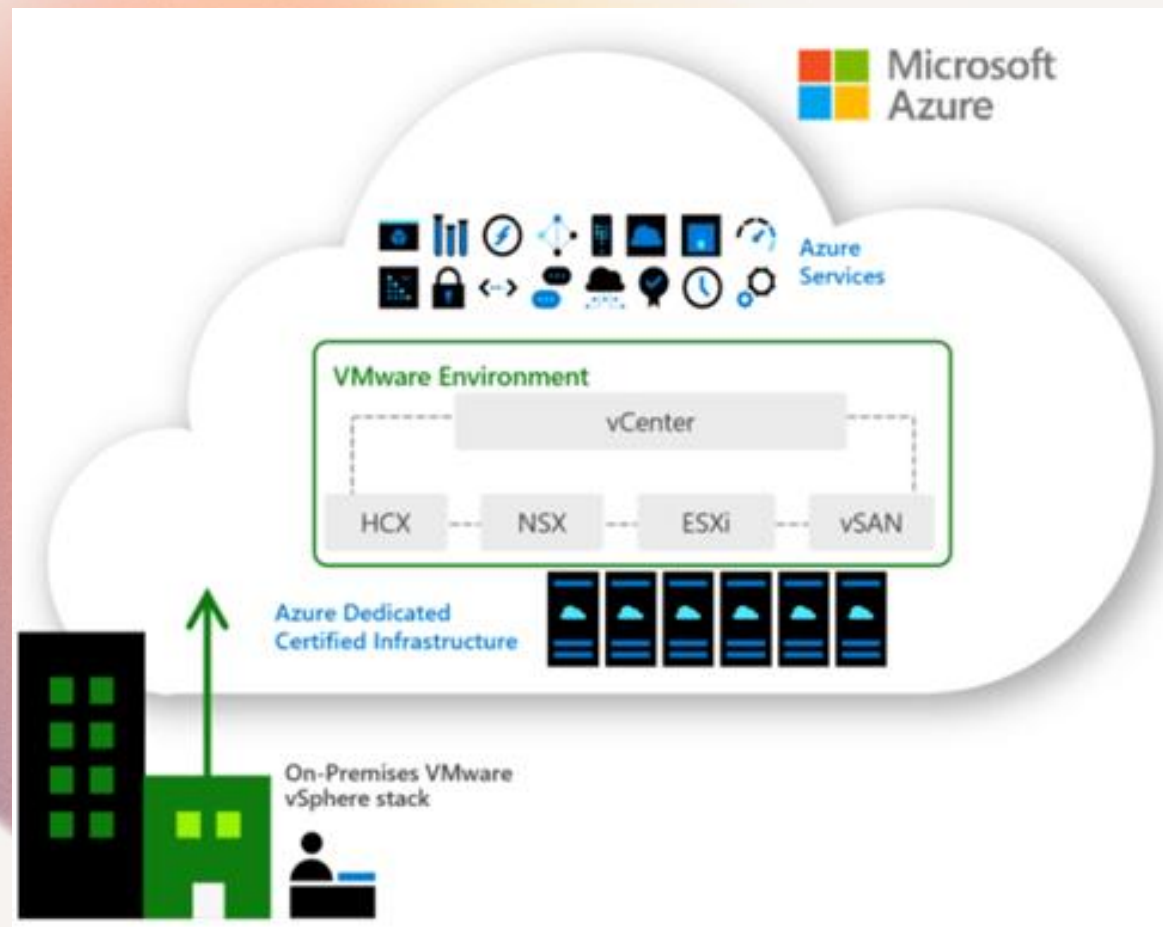 Microsoft
Azure
Azure
Services
VMware Environment
vCenter
HCX
NSX
ESXi
vSAN
Azure Dedicated
Certified Infrastructure
On-Premises VMware
vSphere stack